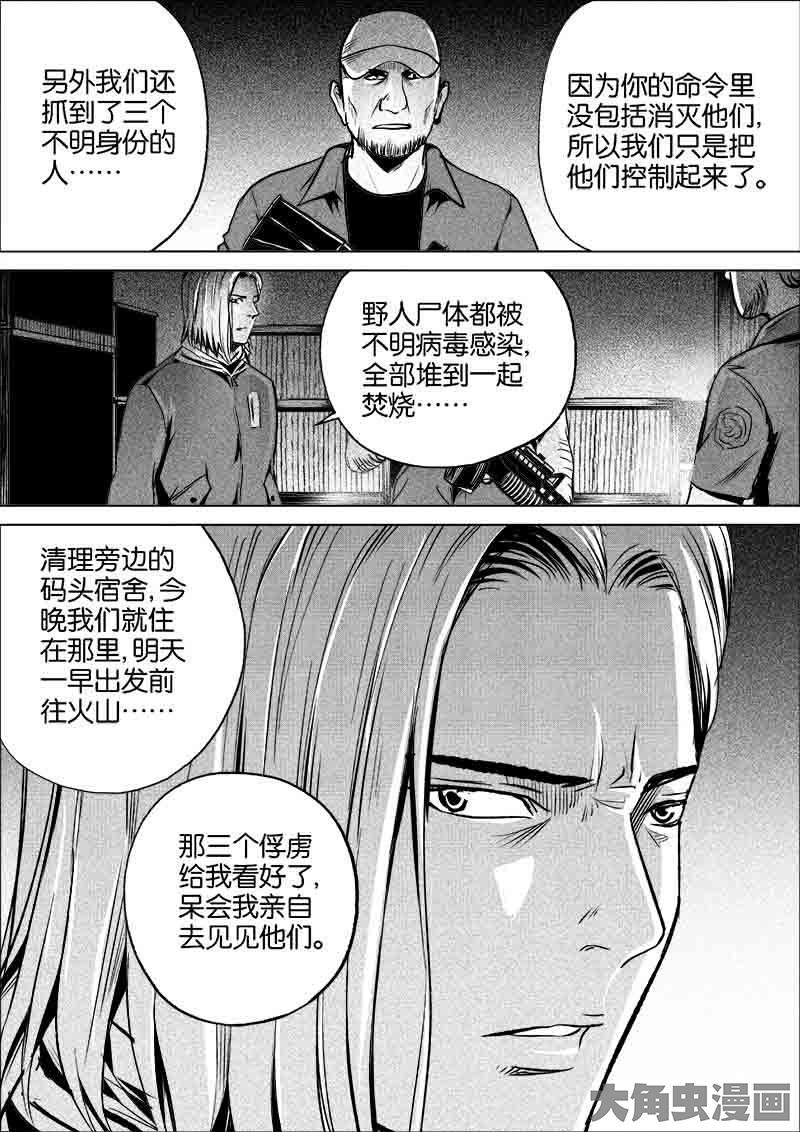 另外我们还
抓到了三个
不明身份的
人……
因为你的命令里
没包括消灭他们，
所以我们只是把
他们控制起来了。
野人尸体都被
不明病毒感染，
全部堆到一起
焚烧……
清理旁边的
码头宿舍，今
晚我们就住
在那里，明天
一早出发前
往火山……
那三个俘虏
给我看好了，
呆会我亲自
去见见他们。
大角虫漫画